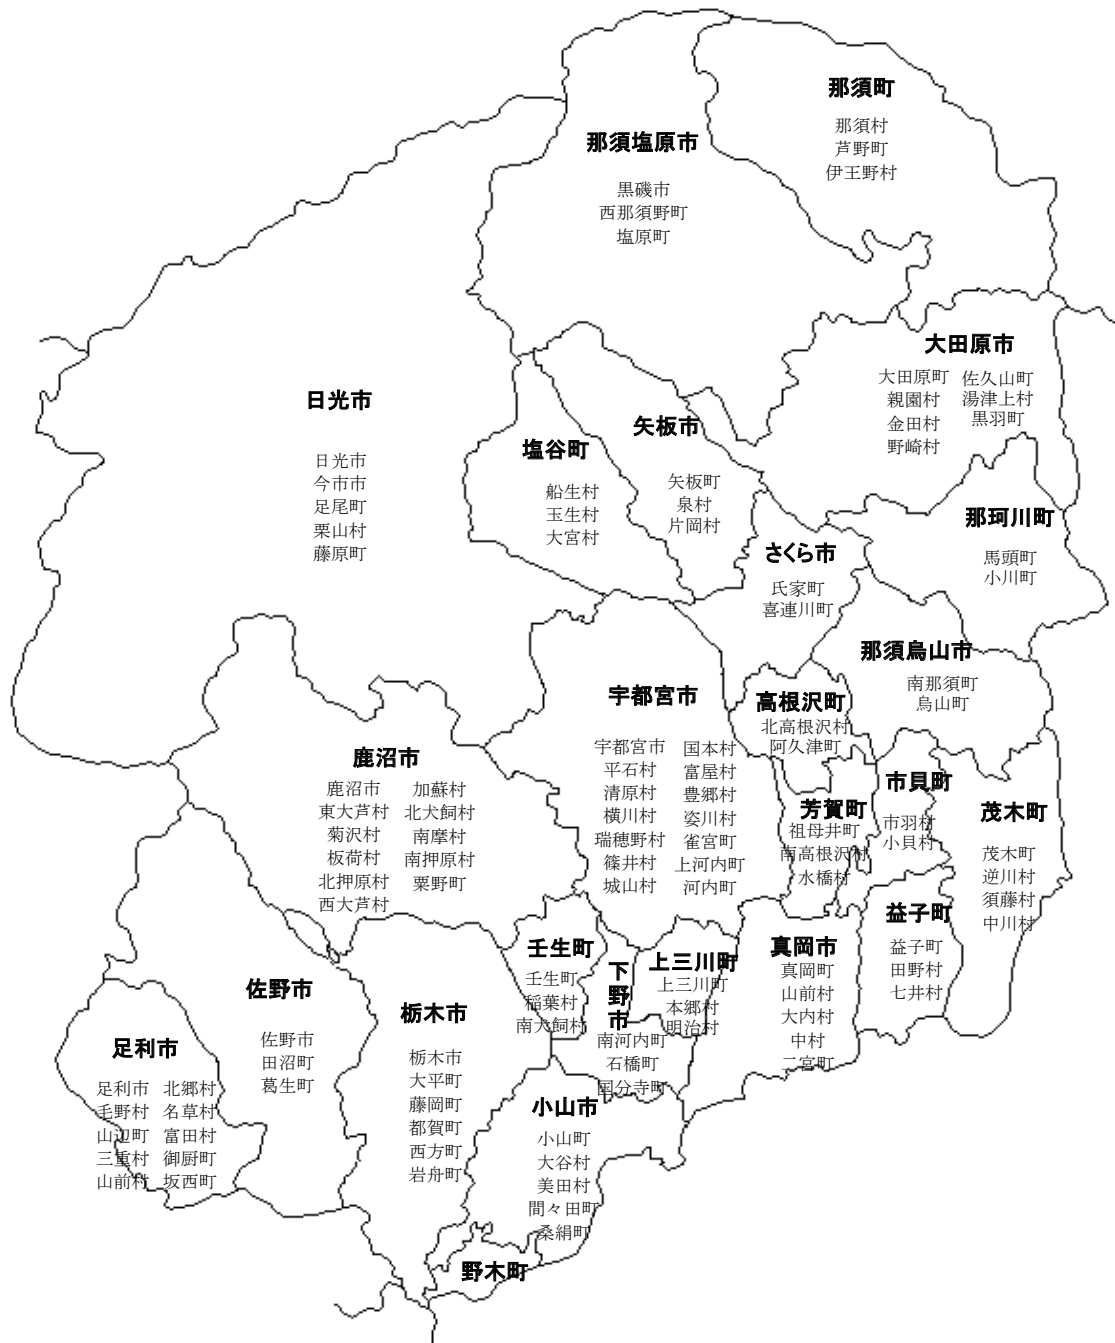 那須町
那須村
芦野町
伊王野村
那須塩原市
黒磯市
西那須野町
塩原町
大田原市
大田原町
親園村
金田村
野崎村
佐久山町
湯津上村
黒羽町
日光市
日光市
今市市
足尾町
栗山村
藤原町
塩谷町
船生村
玉生村
大宮村
矢板市
矢板町
泉村
片岡村
那珂川町
馬頭町
小川町
さくら市
氏家町
喜連川町
那須烏山市
南那須町
烏山町
宇都宮市
宇都宮市
平石村
清原村
横川村
瑞穂野村
篠井村
城山村
国本村
富屋村
豊郷村
姿川村
雀宮町
上河内町
河内町
高根沢町
北高根沢村
阿久津町
鹿沼市
鹿沼市
東大芦村
菊沢村
板荷村
北押原村
西大芦村
加蘇村
北犬飼村
南摩村
南押原村
粟野町
芳賀町
祖母井町
南高根沢村
水橋村
市貝町
市羽村
小貝村
茂木町
茂木町
逆川村
須藤村
中川村
益子町
益子町
田野村
七井村
真岡市
真岡町
山前村
大内村
中村
二宮町
上三川町
上三川町
本郷村
明治村
壬生町
壬生町
稲葉村
南犬飼村
下野市
南河内町
石橋町
国分寺町
佐野市
佐野市
田沼町
葛生町
栃木市
栃木市
大平町
藤岡町
都賀町
西方町
岩舟町
足利市
足利市
毛野村
山辺町
三重村
山前村
北郷村
名草村
富田村
御厨町
坂西町
小山市
小山町
大谷村
美田村
間々田町
桑絹町
野木町